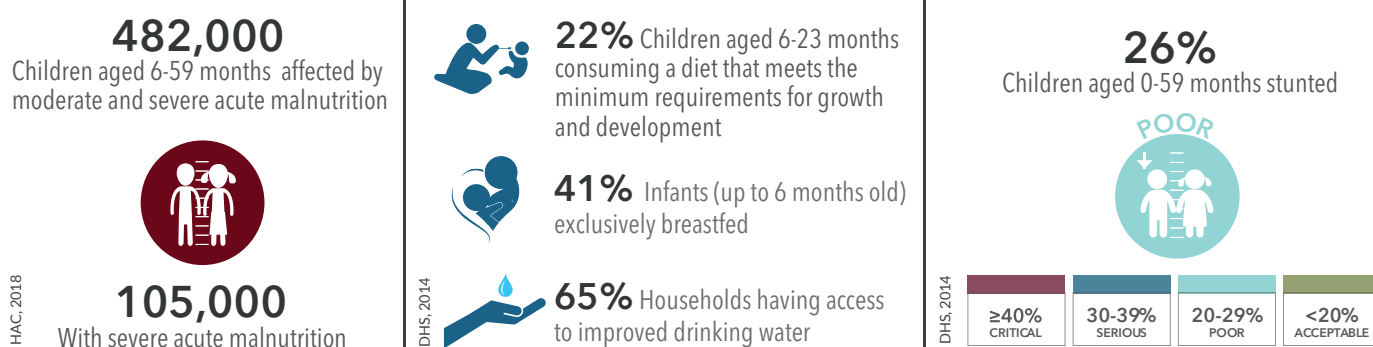 482,000
Children aged 6-59 months affected by
moderate and severe acute malnutrition
105,000
With severe acute malnutrition
HAC, 2018
22% Children aged 6-23 months
consuming a diet that meets the
minimum requirements for growth
and development
41% Infants (up to 6 months old)
exclusively breastfed
65% Households having access
to improved drinking water
DHS, 2014
26%
Children aged 0-59 months stunted
POOR
≥40%
CRITICAL
30-39%
SERIOUS
20-29%
POOR
<20%
ACCEPTABLE
DHS, 2014